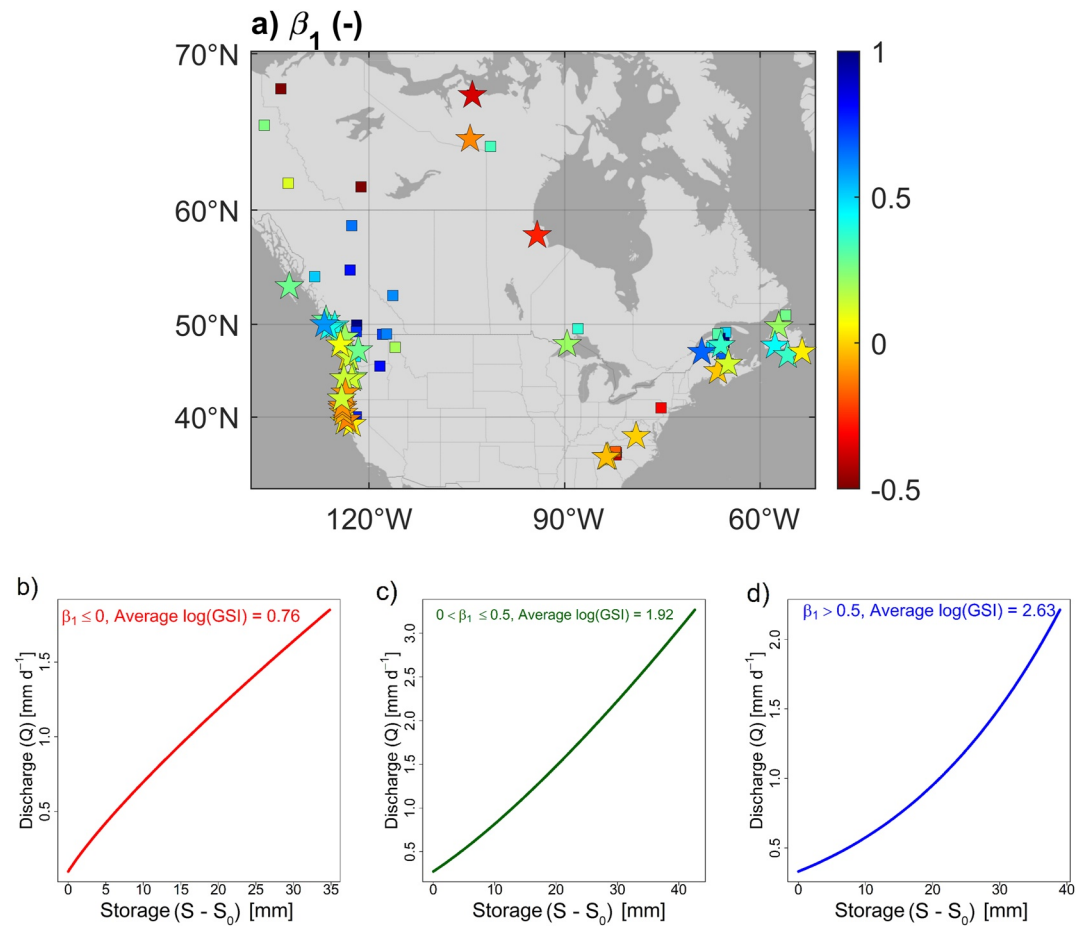 a) β1 (-)
70°N
60°N
50°N
40°N
120°W
90°W
60°W
1
0.5
0
-0.5
b)
β1 ≤ 0, Average log(GSI) = 0.76
Discharge (Q) [mm d−1]
0.5
1.0
1.5
0
5
10
15
20
25
30
35
Storage (S - S0) [mm]
c)
0 < β1 ≤ 0.5, Average log(GSI) = 1.92
Discharge (Q) [mm d−1]
0.5
1.0
1.5
2.0
2.5
3.0
0
10
20
30
40
Storage (S - S0) [mm]
d)
β1 > 0.5, Average log(GSI) = 2.63
Discharge (Q) [mm d−1]
0.5
1.0
1.5
2.0
0
10
20
30
40
Storage (S - S0) [mm]